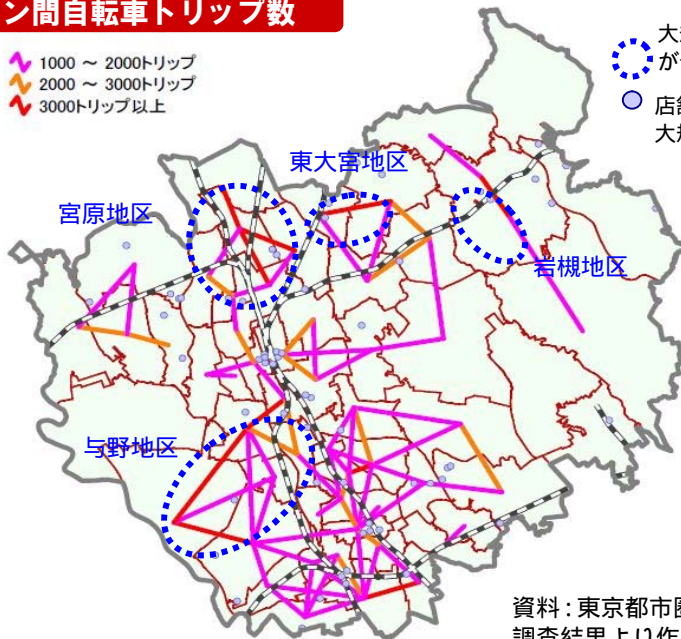 ン間自転車トリップ数
1000 ～ 2000トリップ
2000 ～ 3000トリップ
3000トリップ以上
が
店
大
東大宮地区
宮原地区
岩槻地区
与野地区
資料：東京都市圏
調査結果より作